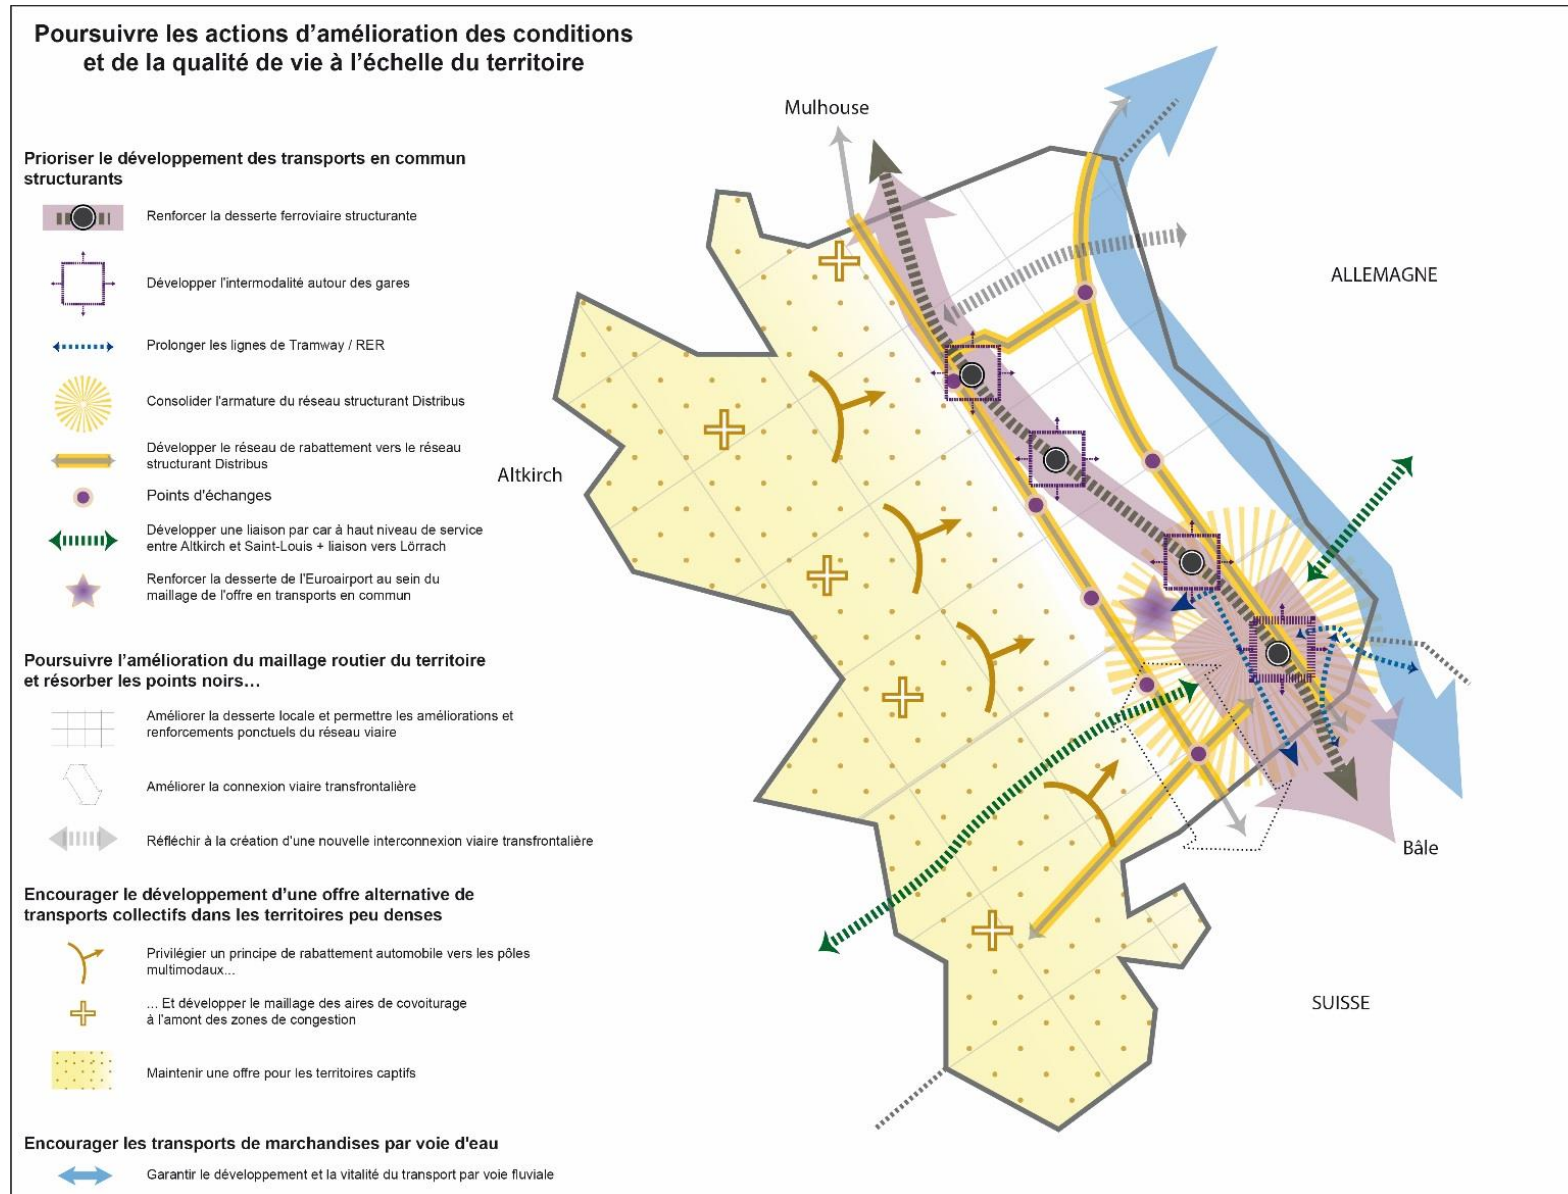 Poursuivre les actions d'amélioration des conditions
et de la qualité de vie à l'échelle du territoire
Prioriser le développement des transports en commun
structurants
Renforcer la desserte ferroviaire structurante
Développer l'intermodalité autour des gares
Prolonger les lignes de Tramway / RER
Consolider l'armature du réseau structurant Distribus
Développer le réseau de rabattement vers le réseau
structurant Distribus
Points d'échanges
Développer une liaison par car à haut niveau de service
entre Altkirch et Saint-Louis + liaison vers Lörrach
Renforcer la desserte de l'Euroairport au sein du
maillage de l'offre en transports en commun
Poursuivre l'amélioration du maillage routier du territoire
et résorber les points noirs...
Améliorer la desserte locale et permettre les améliorations et
renforcements ponctuels du réseau viaire
Améliorer la connexion viaire transfrontalière
Réfléchir à la création d'une nouvelle interconnexion viaire transfrontalière
Encourager le développement d'une offre alternative de
transports collectifs dans les territoires peu denses
Privilégier un principe de rabattement automobile vers les pôles
multimodaux...
... Et développer le maillage des aires de covoiturage
à l'amont des zones de congestion
Maintenir une offre pour les territoires captifs
Encourager les transports de marchandises par voie d'eau
Garantir le développement et la vitalité du transport par voie fluviale
Mulhouse
ALLEMAGNE
Altkirch
Bâle
SUISSE